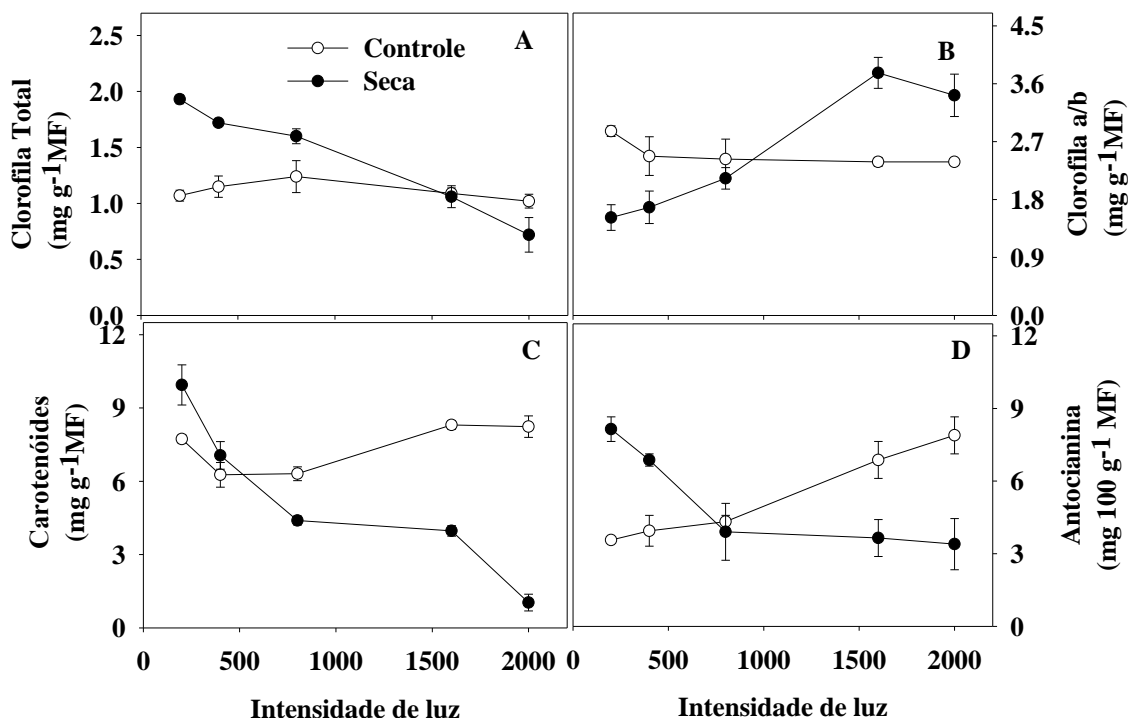 2.5
2.0
1.5
1.0
0.5
0.0
Clorofila Total
(mg g-1MF)
Controle
Seca
A
B
4.5
3.6
2.7
1.8
0.9
0.0
Clorofila a/b
(mg g-1MF)
12
9
6
3
0
Carotenóides
(mg g-1MF)
C
D
12
9
6
3
0
Antocianina
(mg 100 g-1 MF)
0 500 1000 1500 2000
0 500 1000 1500 2000
Intensidade de luz
Intensidade de luz